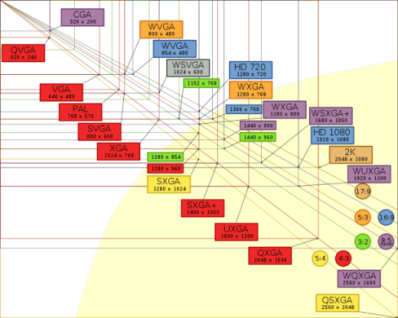 CGA
320 x 200
QVGA
320 x 240
WVGA
800 x 480
WVGA
854 x 480
WSVGA
1024 x 600
HD 720
1280 x 720
1152 x 768
WXGA
1280 x 768
VGA
640 x 480
PAL
768 x 576
1366 x 768
WXGA
1280 x 800
WSXGA+
1680 x 1050
SVGA
800 x 600
1440 x 900
1440 x 960
HD 1080
1920 x 1080
XGA
1024 x 768
1280 x 854
1280 x 960
2K
2048 x 1080
SXGA
1280 x 1024
WUXGA
1920 x 1200
17:9
SXGA+
1400 x 1050
5:3
16:9
UXGA
1600 x 1200
3:2
8:5
QXGA
2048 x 1536
5:4
4:3
WQXGA
2560 x 1600
QSXGA
2560 x 2048